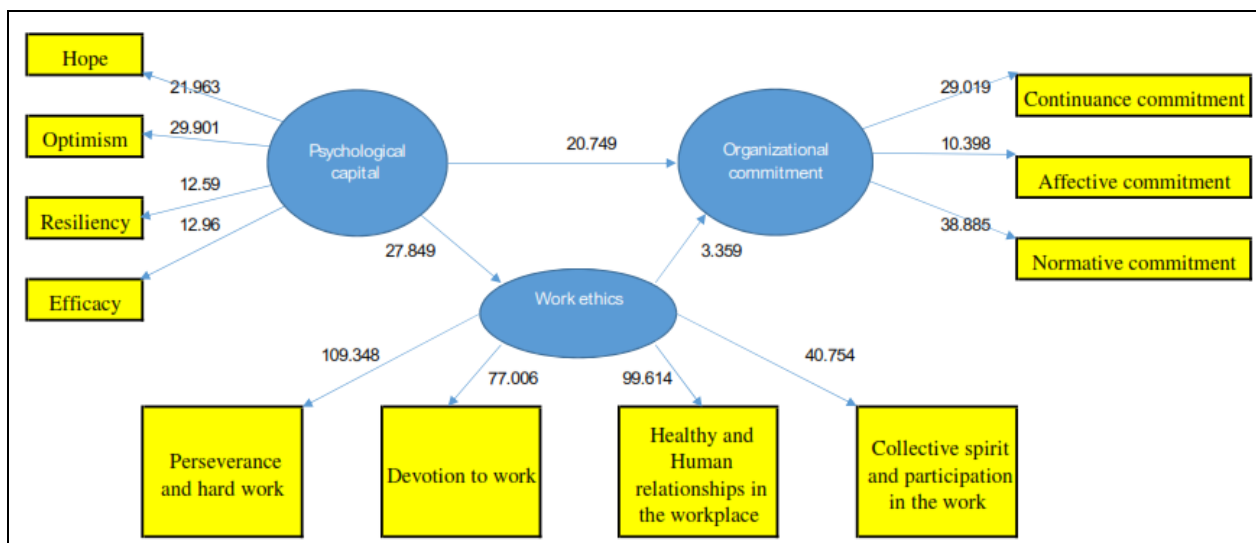 Hope
21.963
29.901
Optimism
12.59
Resiliency
12.96
Efficacy
Psychological
capital
20.749
27.849
Organizational
commitment
3.359
29.019
Continuance commitment
10.398
Affective commitment
38.885
Normative commitment
Work ethics
109.348
77.006
99.614
40.754
Perseverance
and hard work
Devotion to work
Healthy and
Human
relationships in
the workplace
Collective spirit
and participation
in the work